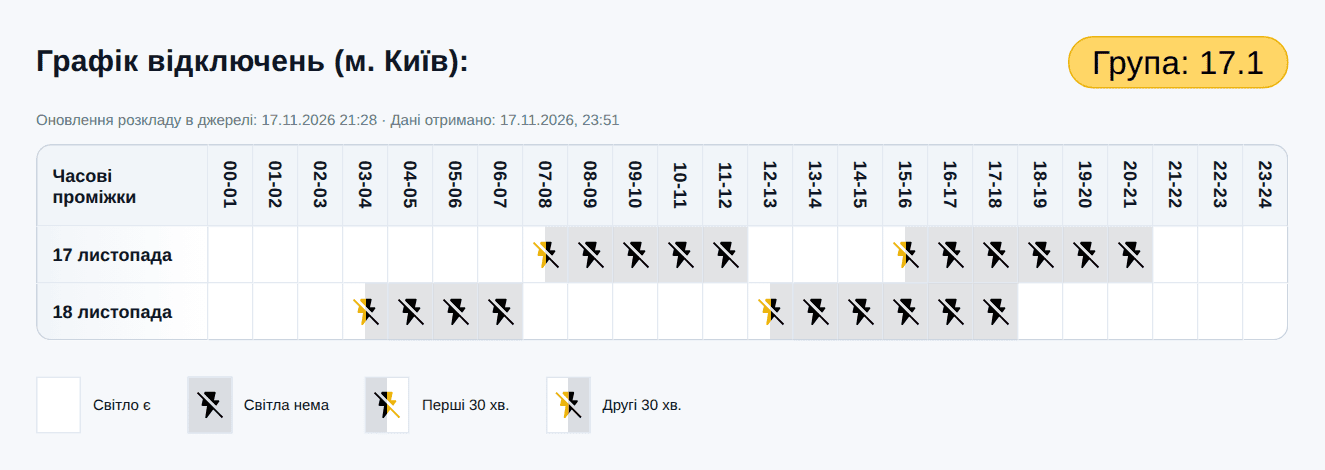 Графік відключень (м. Київ):
Група: 17.1
Оновлення розкладу в джерелі: 17.11.2026 21:28 · Дані отримано: 17.11.2026, 23:51
Часові
проміжки
00-01
01-02
02-03
03-04
04-05
05-06
06-07
07-08
08-09
09-10
10-11
11-12
12-13
13-14
14-15
15-16
16-17
17-18
18-19
19-20
20-21
21-22
22-23
23-24
17 листопада
18 листопада
Світло є
Світла нема
Перші 30 хв.
Другі 30 хв.